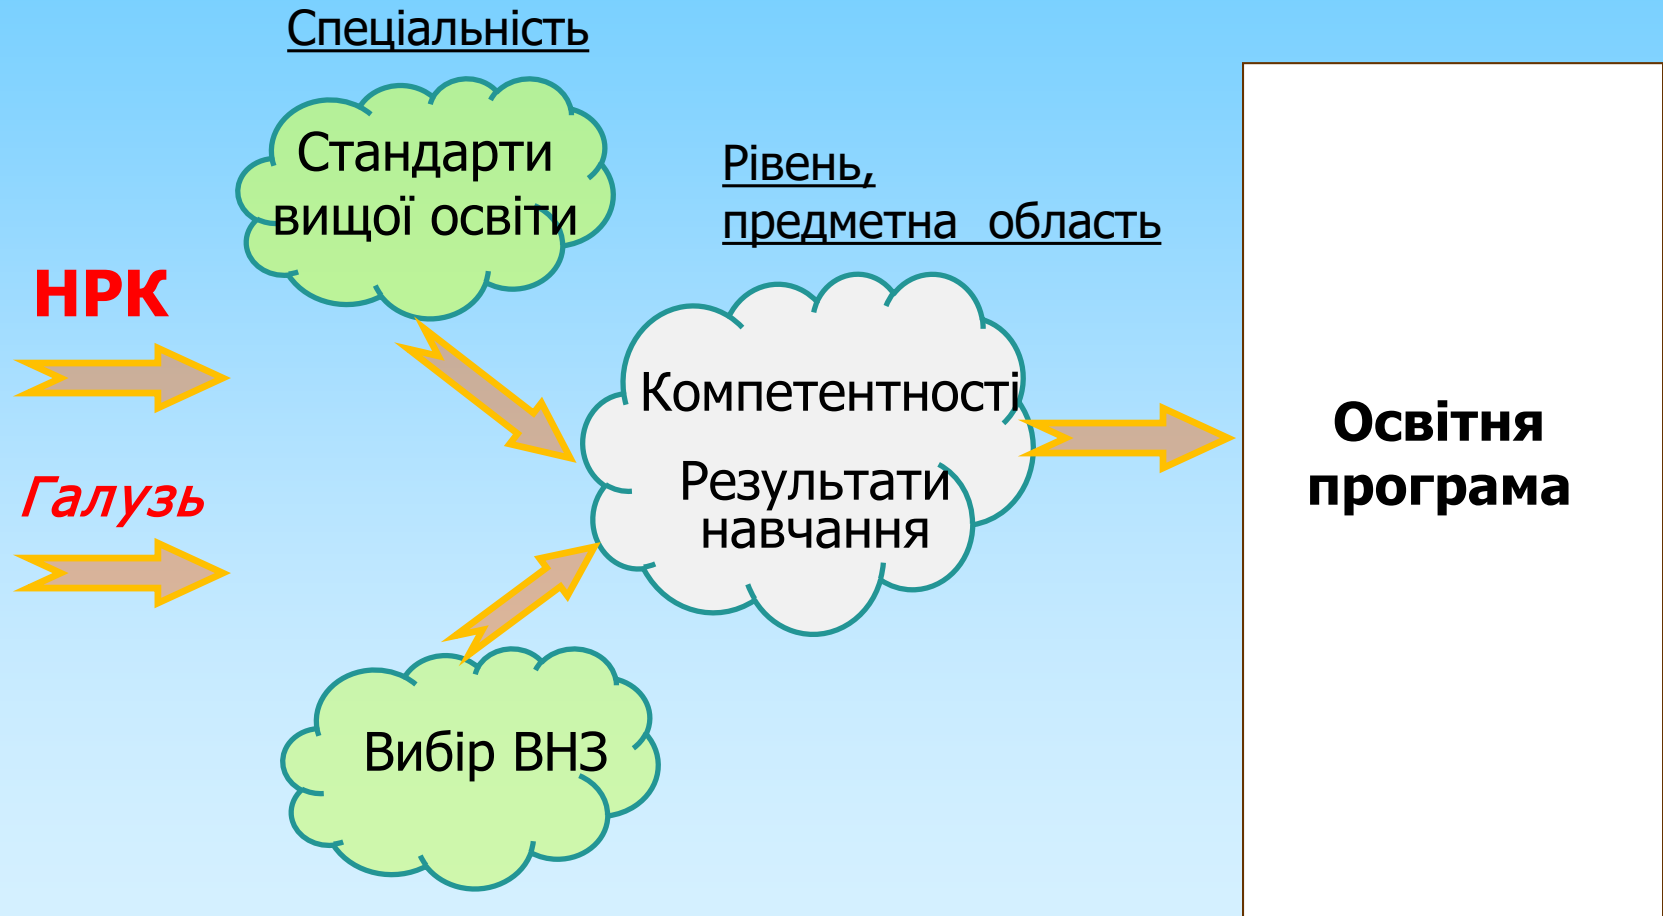 Спеціальність
Стандарти
вищої освіти
Рівень,
предметна область
НРК
Компетентності
Результати
навчання
Галузь
Освітня
програма
Вибір ВНЗ